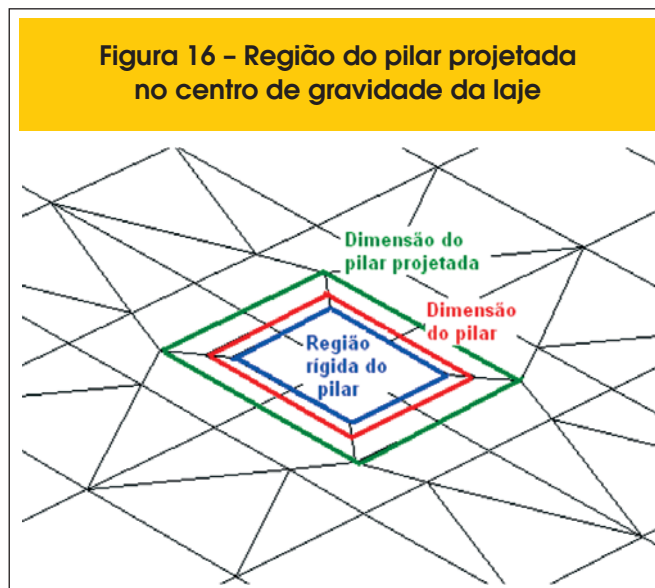 Figura 16 – Região do pilar projetada
no centro de gravidade da laje
Dimensão do
pilar projetada
Dimensão
do pilar
Região
rígida do
pilar